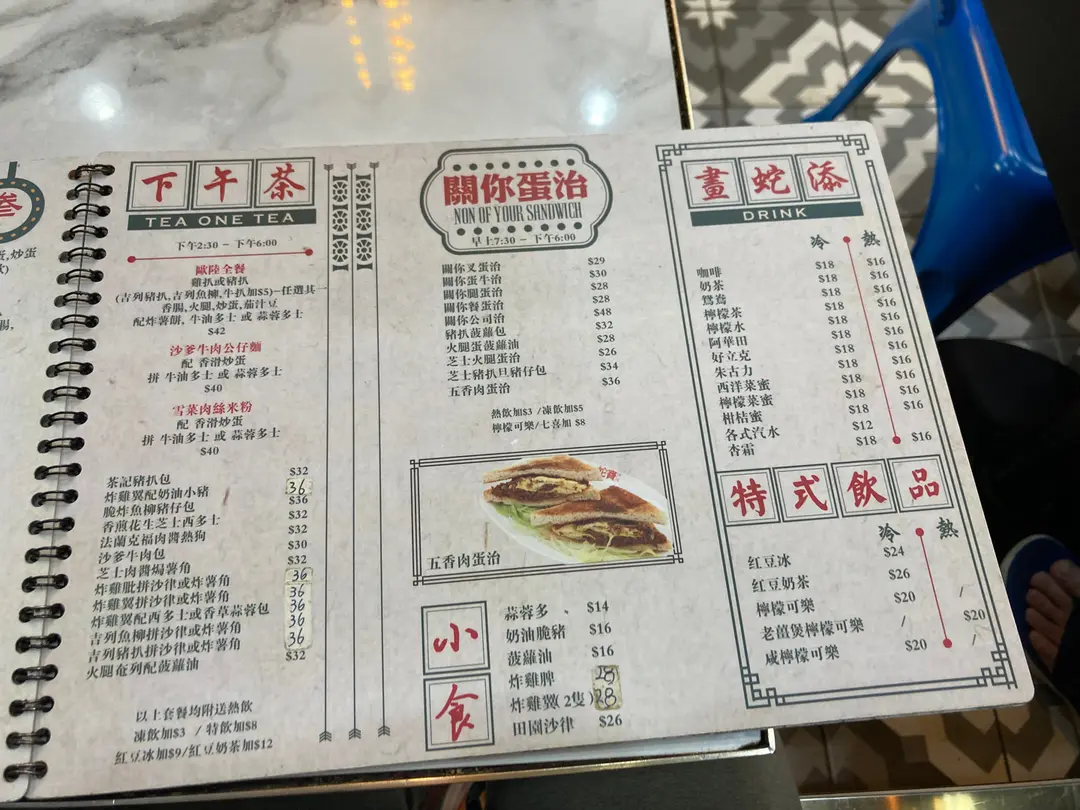 蛋,炒蛋
下午茶
TEA ONE TEA
下午2:30 - 下午6:00
歐陸全餐
雞扒或豬扒
(吉列豬扒,吉列魚柳,牛扒加$5)-任選其一
香腸,火腿,炒蛋,茄汁豆
配炸薯餅, 牛油多士 或 蒜蓉多士
$42
沙爹牛肉公仔麵
配 香滑炒蛋
拼 牛油多士 或 蒜蓉多士
$40
雪菜肉絲米粉
配 香滑炒蛋
拼 牛油多士 或 蒜蓉多士
$40
茶記豬扒包 $32
炸雞翼配奶油小豬 36
脆炸魚柳豬仔包 $36
香煎花生芝士西多士 $32
法蘭克福肉醬熱狗 $32
沙爹牛肉包 $30
芝士肉醬焗薯角 $32
炸雞肶拼沙律或炸薯角 36
炸雞翼拼沙律或炸薯角 36
炸雞翼配西多士或香草蒜蓉包 36
吉列魚柳拼沙律或炸薯角 36
吉列豬扒拼沙律或炸薯角 36
火腿奄列配菠蘿油 $32
以上套餐均附送熱飲
凍飲加$3 / 特飲加$8
紅豆冰加$9/紅豆奶茶加$12
關你蛋治
NON OF YOUR SANDWICH
早上7:30 - 下午6:00
關你叉蛋治 $29
關你蛋牛治 $30
關你腿蛋治 $28
關你餐蛋治 $28
關你公司治 $48
豬扒菠蘿包 $32
火腿蛋菠蘿油 $28
芝士火腿蛋治 $26
芝士豬扒旦豬仔包 $34
五香肉蛋治 $36
熱飲加$3 /凍飲加$5
檸檬可樂/七喜加 $8
五香肉蛋治
小食
蒜蓉多 $14
奶油脆豬 $16
菠蘿油 $16
炸雞脾 28
炸雞翼(2隻) 28
田園沙律 $26
畫蛇添
DRINK
冷 熱
咖啡 $18 $16
奶茶 $18 $16
鴛鴦 $18 $16
檸檬茶 $18 $16
檸檬水 $18 $16
阿華田 $18 $16
好立克 $18 $16
朱古力 $18 $16
西洋菜蜜 $18 $16
檸檬菜蜜 $18 $16
柑桔蜜 $18 $16
各式汽水 $12
杏霜 $18 $16
特式飲品
冷 熱
紅豆冰 $24
紅豆奶茶 $26 /
檸檬可樂 $20 $20
老薑煲檸檬可樂 /
咸檸檬可樂 $20 /